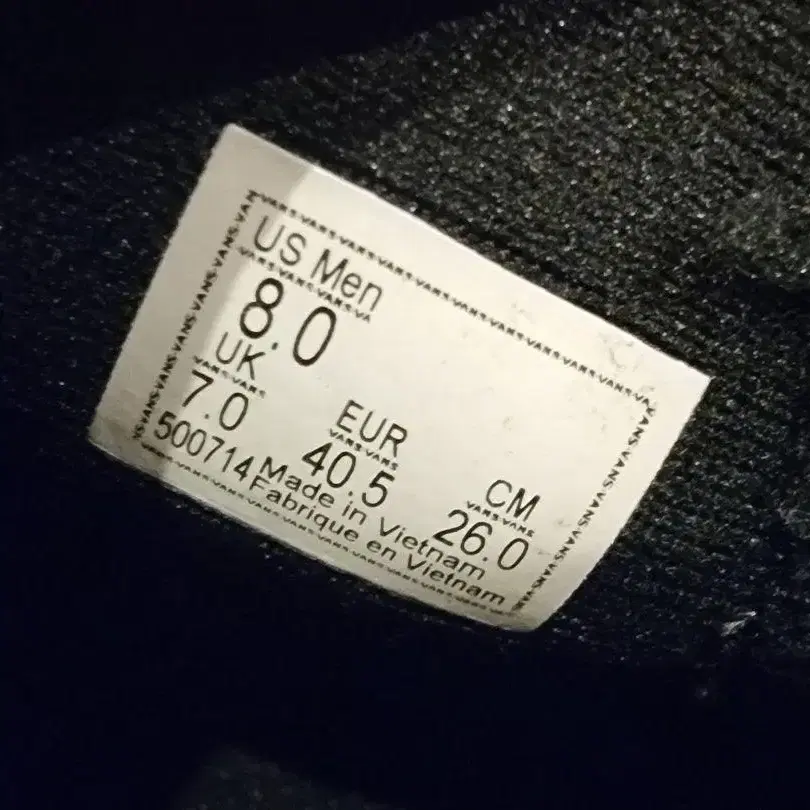 US Men
8.0
UK EUR CM
7.0 40.5 26.0
500714 Made in Vietnam
Fabrique en Vietnam
VANSVANSVANSVANSVANS